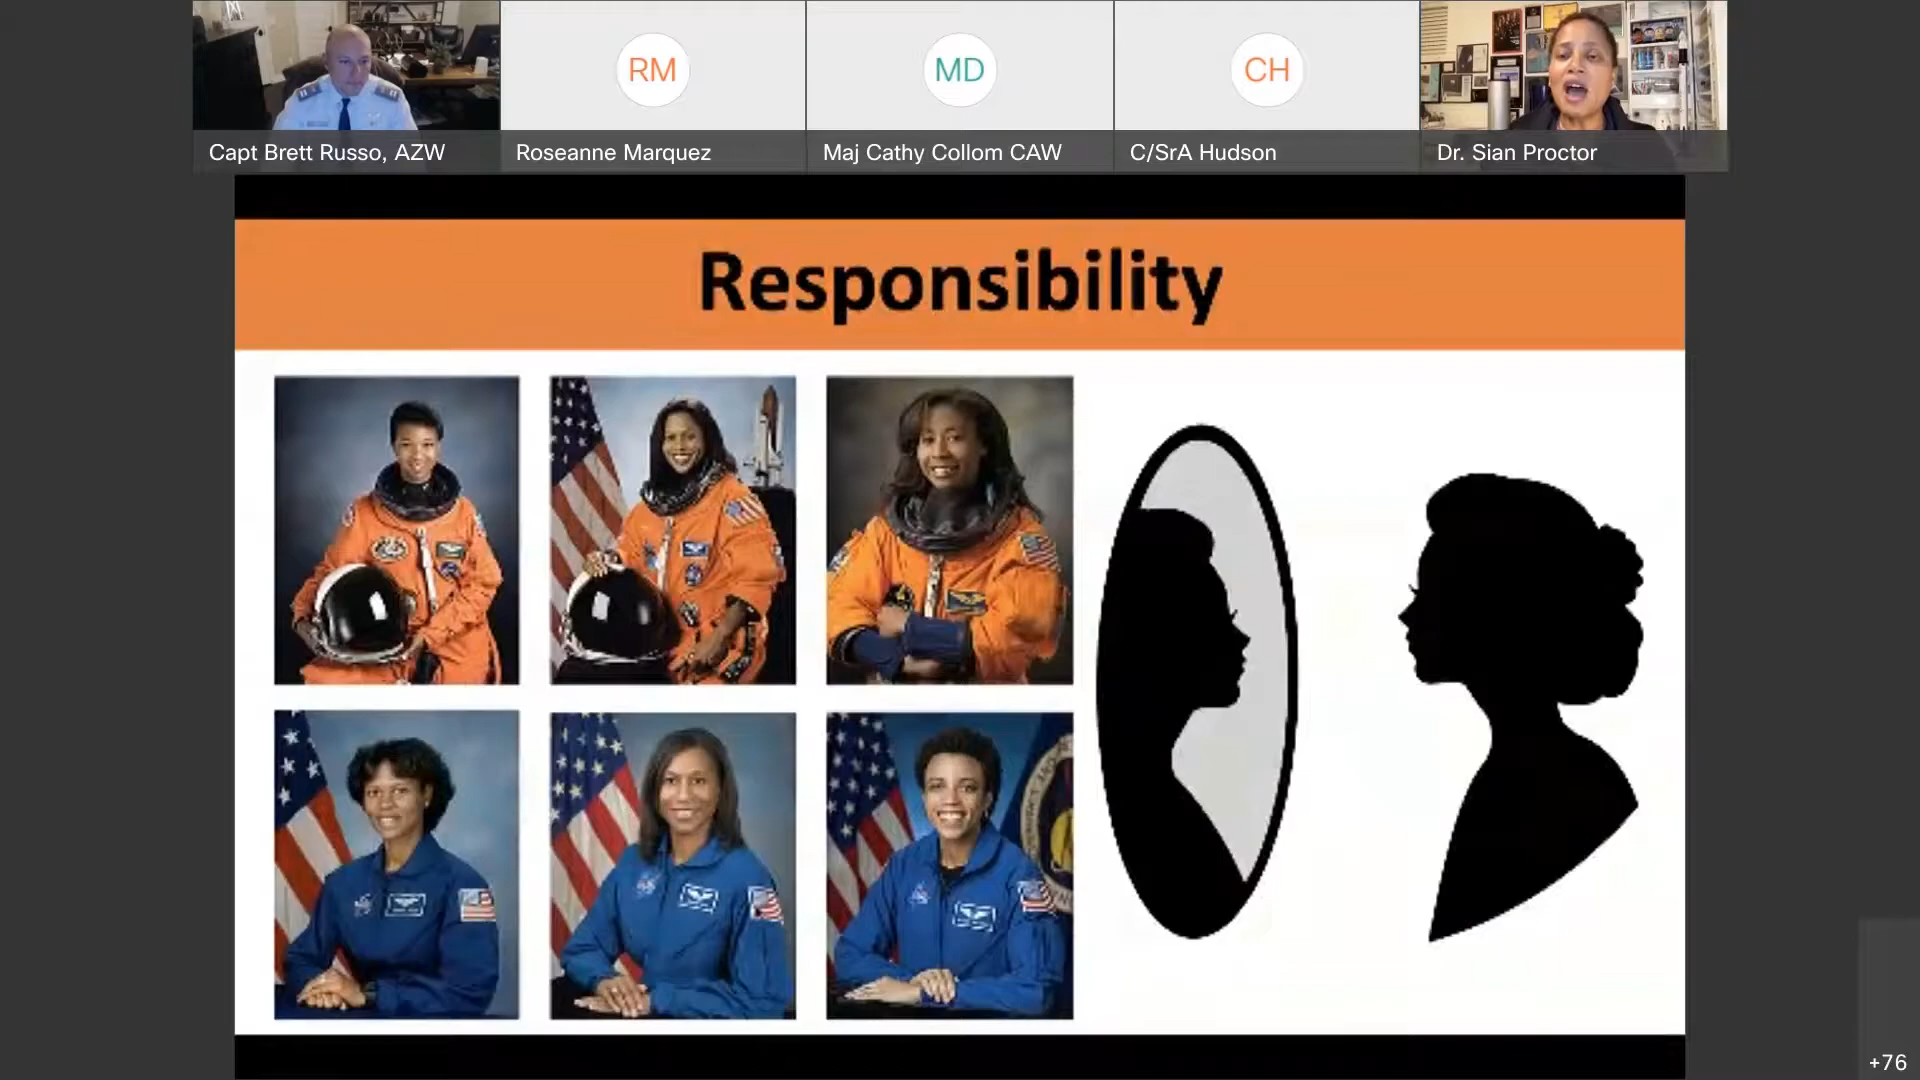 RM
MD
CH
Capt Brett Russo, AZW
Roseanne Marquez
Maj Cathy Collom CAW
C/SrA Hudson
Dr. Sian Proctor
Responsibility
+76